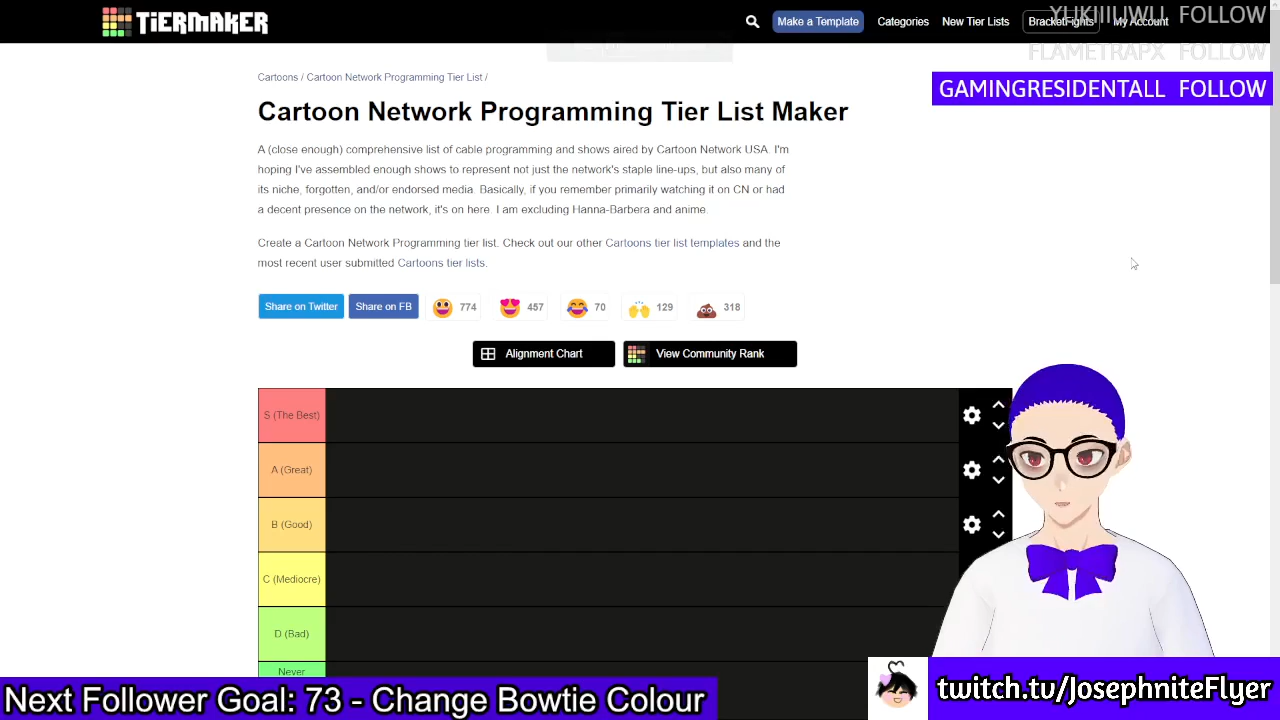 TiERMAKER
Make a Template
Categories
New Tier Lists
BracketFights
My Account
YUKIIIUWU FOLLOW
FLAMETRAPX FOLLOW
GAMINGRESIDENTALL FOLLOW
Cartoons / Cartoon Network Programming Tier List /
Cartoon Network Programming Tier List Maker
A (close enough) comprehensive list of cable programming and shows aired by Cartoon Network USA. I'm
hoping I've assembled enough shows to represent not just the network's staple line-ups, but also many of
its niche, forgotten, and/or endorsed media. Basically, if you remember primarily watching it on CN or had
a decent presence on the network, it's on here. I am excluding Hanna-Barbera and anime.
Create a Cartoon Network Programming tier list. Check out our other Cartoons tier list templates and the
most recent user submitted Cartoons tier lists.
Share on Twitter
Share on FB
774
457
70
129
318
Alignment Chart
View Community Rank
S (The Best)
A (Great)
B (Good)
C (Mediocre)
D (Bad)
Never
Next Follower Goal: 73 - Change Bowtie Colour
twitch.tv/JosephniteFlyer